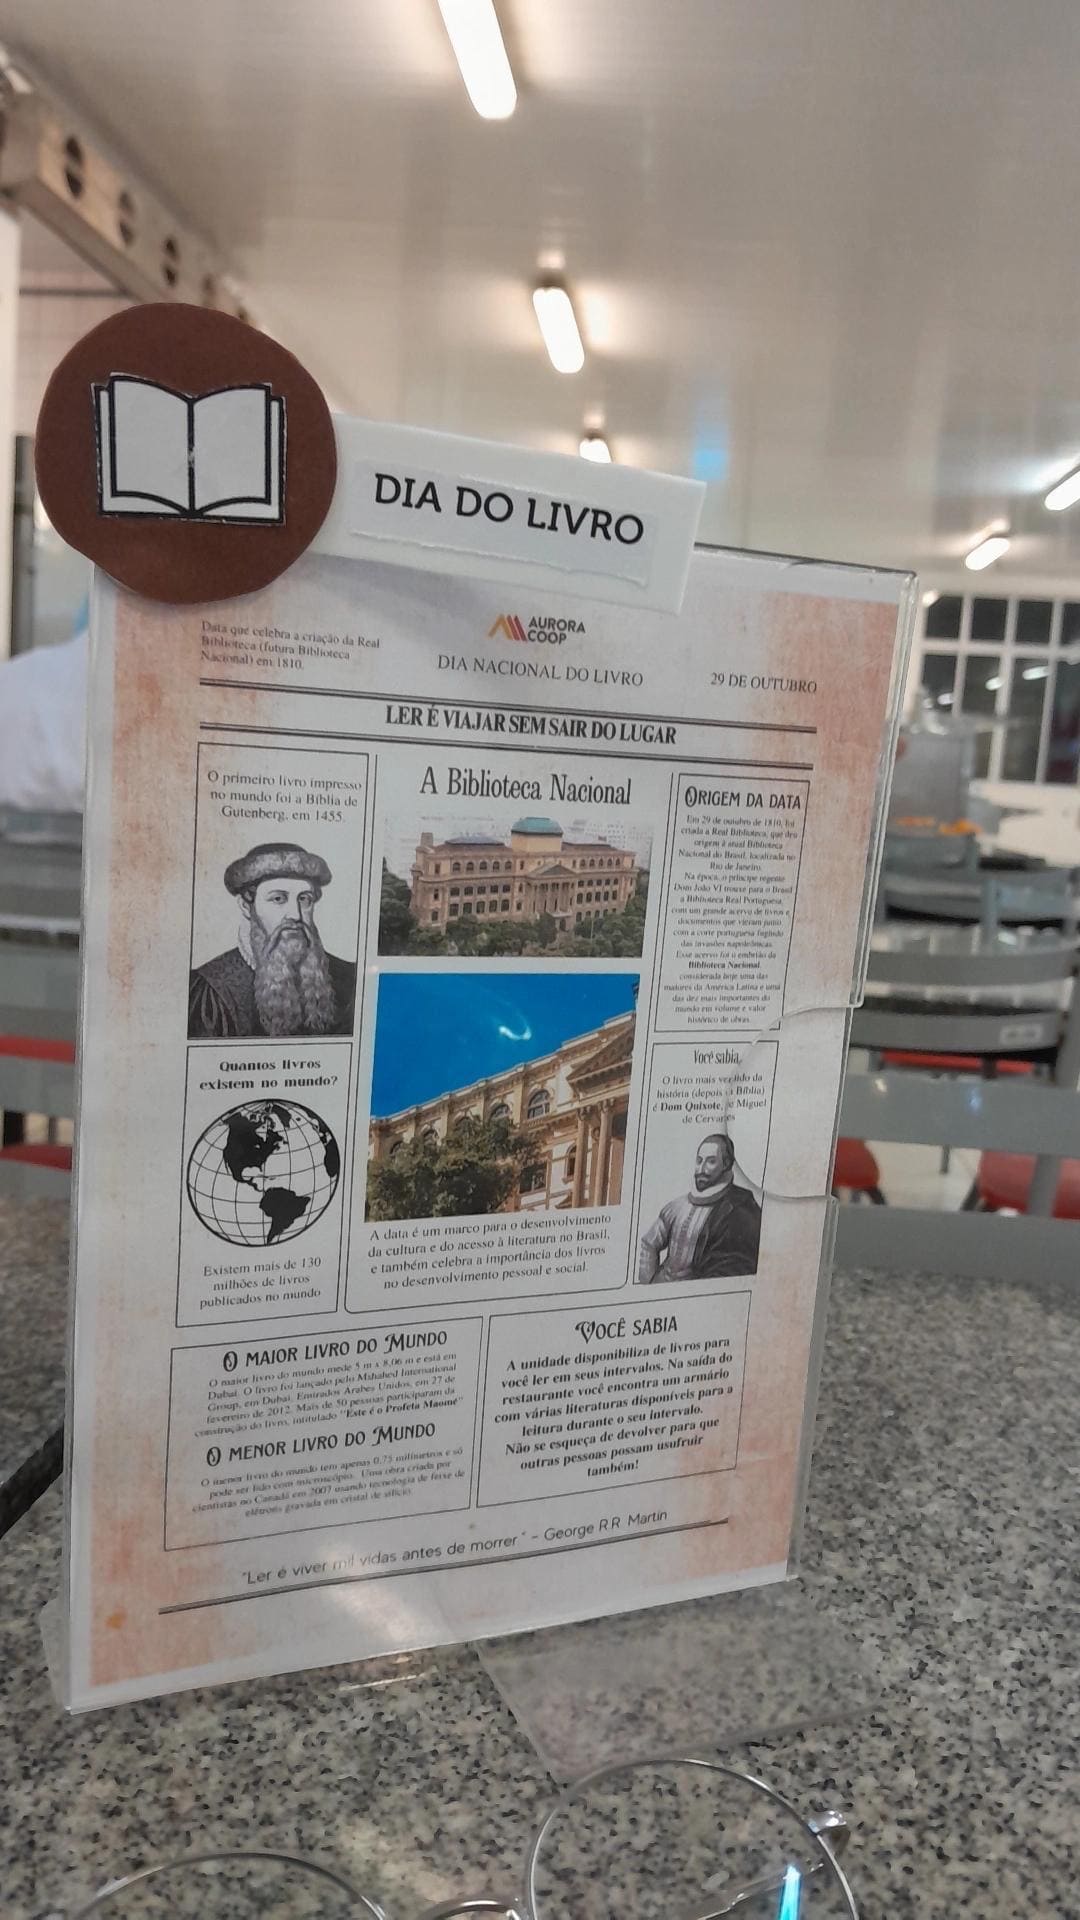 DIA DO LIVRO
Data que celebra a criação da Real
Biblioteca (futura Biblioteca
Nacional) em 1810.
AURORA
COOP
DIA NACIONAL DO LIVRO
29 DE OUTUBRO
LER É VIAJAR SEM SAIR DO LUGAR
O primeiro livro impresso
no mundo foi a Bíblia de
Gutenberg, em 1455.
Quantos livros
existem no mundo?
Existem mais de 130
milhões de livros
publicados no mundo
A Biblioteca Nacional
A data é um marco para o desenvolvimento
da cultura e do acesso à literatura no Brasil,
e também celebra a importância dos livros
no desenvolvimento pessoal e social.
ORIGEM DA DATA
Em 29 de outubro de 1810, foi
criada a Real Biblioteca, que deu
origem à atual Biblioteca
Nacional do Brasil, localizada no
Rio de Janeiro.
Na época, o príncipe regente
Dom João VI trouxe para o Brasil
a Biblioteca Real Portuguesa,
com um grande acervo de livros e
documentos que vieram junto
com a corte portuguesa fugindo
das invasões napoleônicas.
Esse acervo foi o embrião da
Biblioteca Nacional,
considerada hoje uma das
maiores da América Latina e uma
das dez mais importantes do
mundo em volume e valor
histórico de obras.
Você sabia
O livro mais vendido da
história (depois da Bíblia)
é Dom Quixote, de Miguel
de Cervantes
O MAIOR LIVRO DO MUNDO
O maior livro do mundo mede 5 m x 8,06 m e está em
Dubai. O livro foi lançado pelo Mshahed International
Group, em Dubai, Emirados Árabes Unidos, em 27 de
fevereiro de 2012. Mais de 50 pessoas participaram da
construção do livro, intitulado "Este é o Profeta Maomé"
O MENOR LIVRO DO MUNDO
O menor livro do mundo tem apenas 0,75 milímetros e só
pode ser lido com microscópio. Uma obra criada por
cientistas no Canadá em 2007 usando tecnologia de feixe de
elétrons gravada em cristal de silício.
VOCÊ SABIA
A unidade disponibiliza de livros para
você ler em seus intervalos. Na saída do
restaurante você encontra um armário
com várias literaturas disponíveis para a
leitura durante o seu intervalo.
Não se esqueça de devolver para que
outras pessoas possam usufruir
também!
"Ler é viver mil vidas antes de morrer." – George R.R. Martin